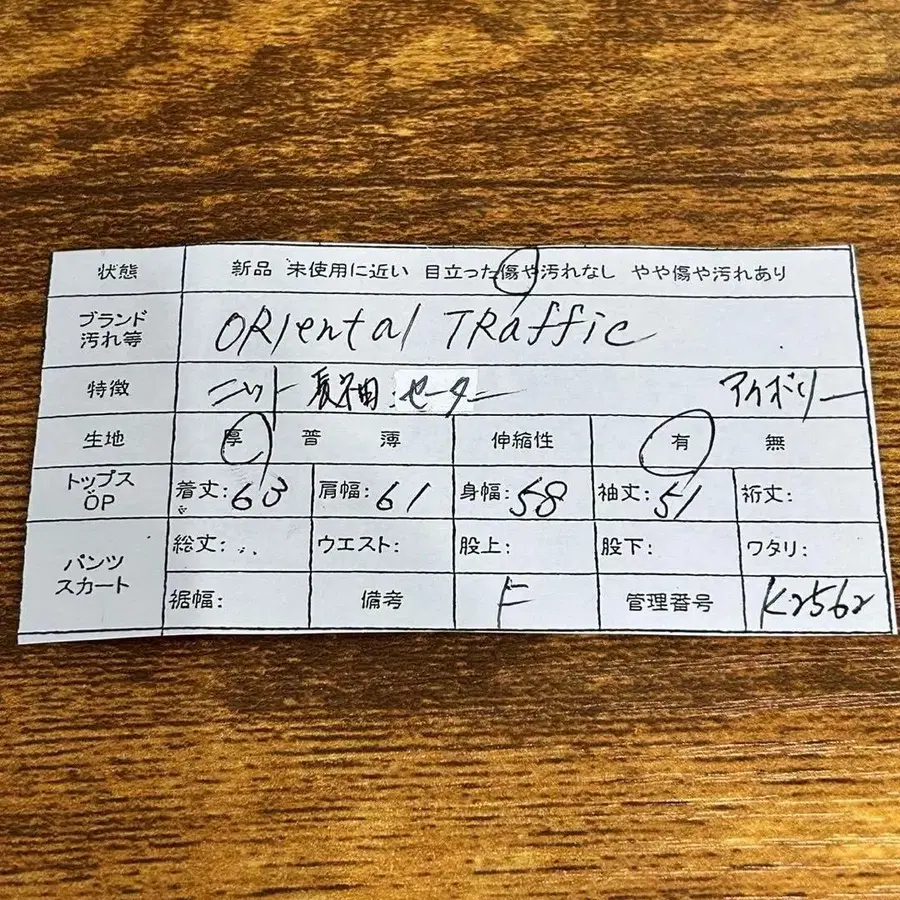 状態 新品 未使用に近い 目立った傷や汚れなし やや傷や汚れあり
ブランド 汚れ等 ORIental TRaffic
特徴 ニット 長袖:セーター アイボリー
生地 厚 普 薄 伸縮性 有 無
トップス OP 着丈:63 肩幅:61 身幅:58 袖丈:51 裄丈:
パンツ スカート 総丈: ウエスト: 股上: 股下: ワタリ:
裾幅: 備考 F 管理番号 K2562